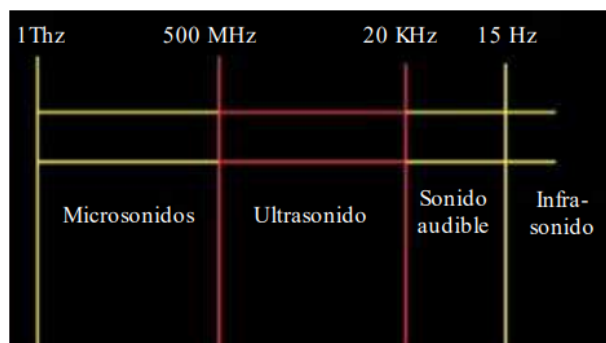 1Thz
500 MHz
20 KHz
15 Hz
Microsonidos
Ultrasonido
Sonido
audible
Infra-
sonido